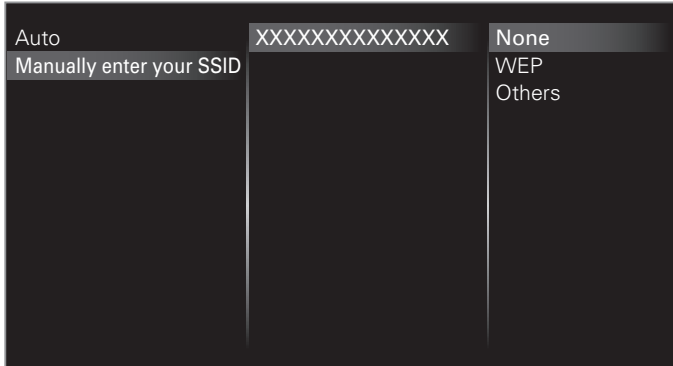 Auto
Manually enter your SSID
XXXXXXXXXXXXXX
None
WEP
Others